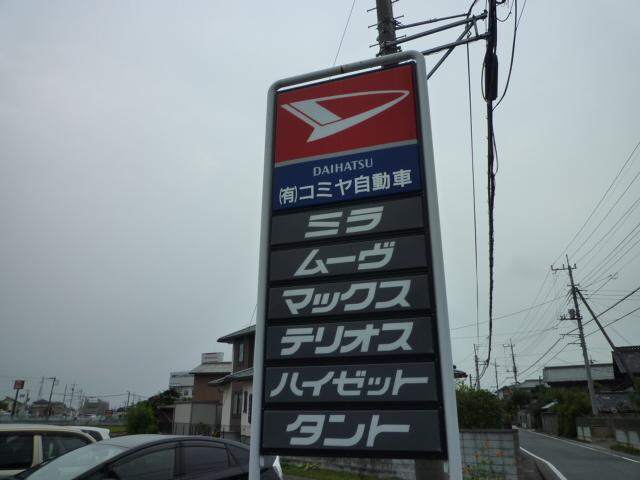 DAIHATSU
㈲コミヤ自動車
ミラ
ムーヴ
マックス
テリオス
ハイゼット
タント